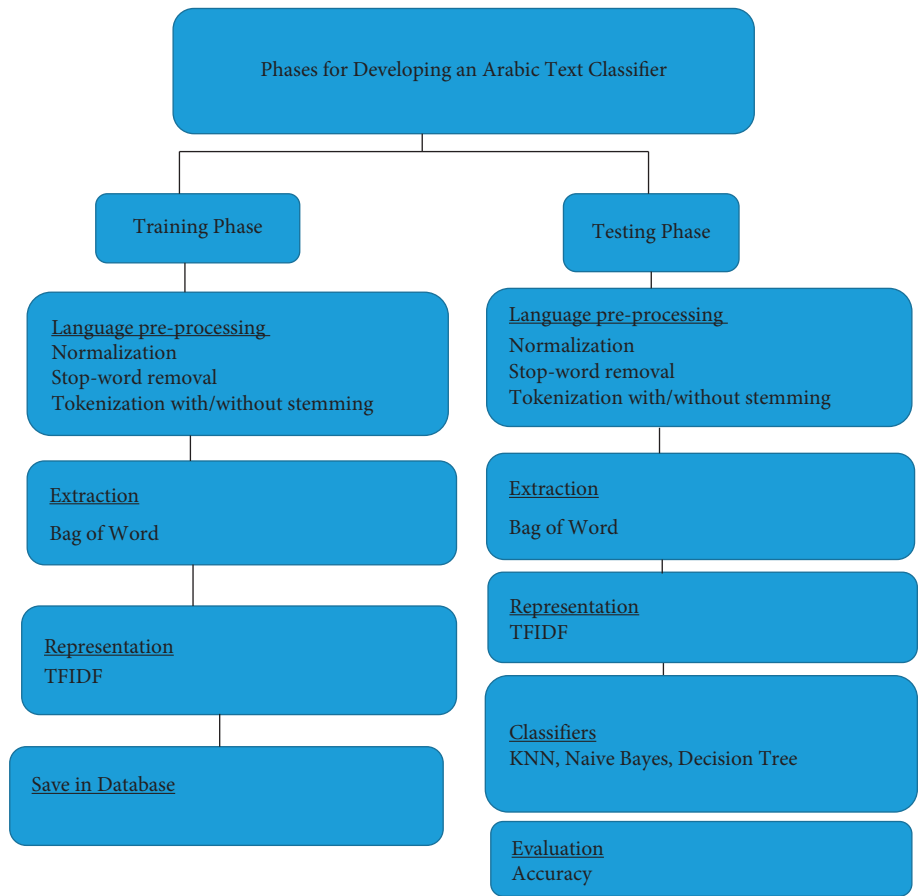 Phases for Developing an Arabic Text Classifier
Training Phase
Language pre-processing
Normalization
Stop-word removal
Tokenization with/without stemming
Extraction
Bag of Word
Representation
TFIDF
Save in Database
Testing Phase
Language pre-processing
Normalization
Stop-word removal
Tokenization with/without stemming
Extraction
Bag of Word
Representation
TFIDF
Classifiers
KNN, Naive Bayes, Decision Tree
Evaluation
Accuracy